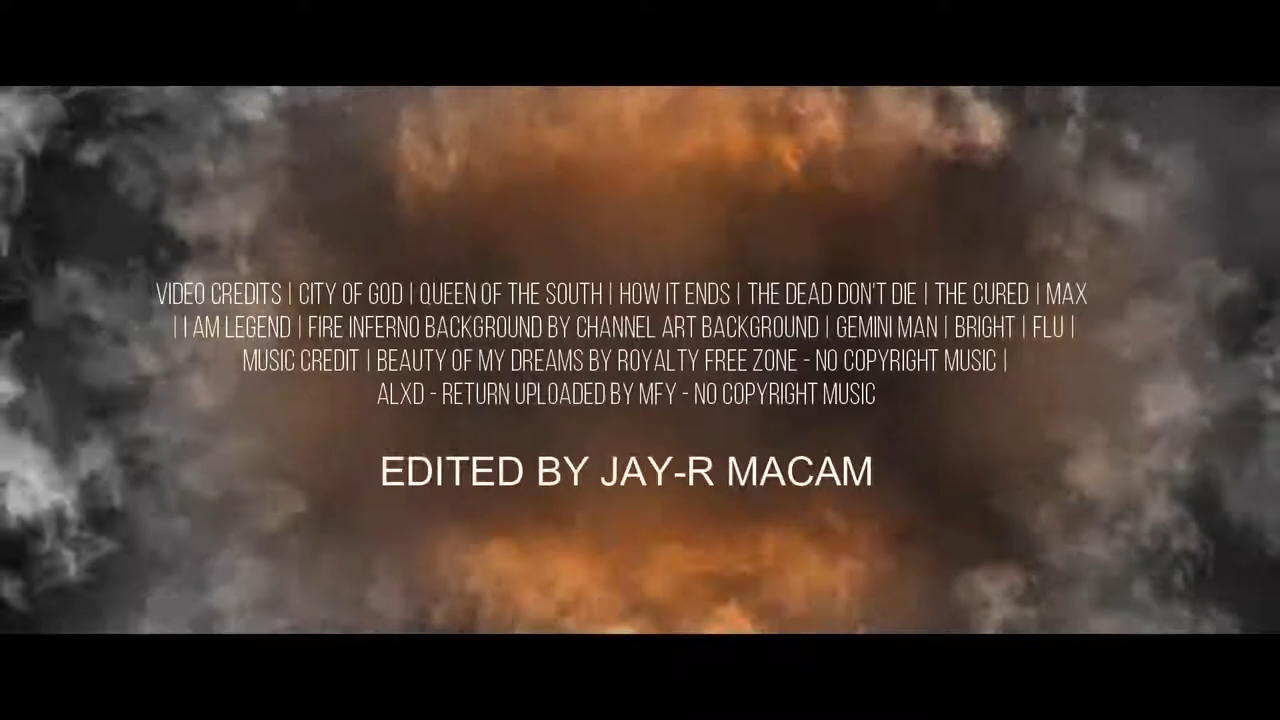 VIDEO CREDITS | CITY OF GOD | QUEEN OF THE SOUTH | HOW IT ENDS | THE DEAD DON'T DIE | THE CURED | MAX
| I AM LEGEND | FIRE INFERNO BACKGROUND BY CHANNEL ART BACKGROUND | GEMINI MAN | BRIGHT | FLU |
MUSIC CREDIT | BEAUTY OF MY DREAMS BY ROYALTY FREE ZONE - NO COPYRIGHT MUSIC |
ALXD - RETURN UPLOADED BY MFY - NO COPYRIGHT MUSIC
EDITED BY JAY-R MACAM